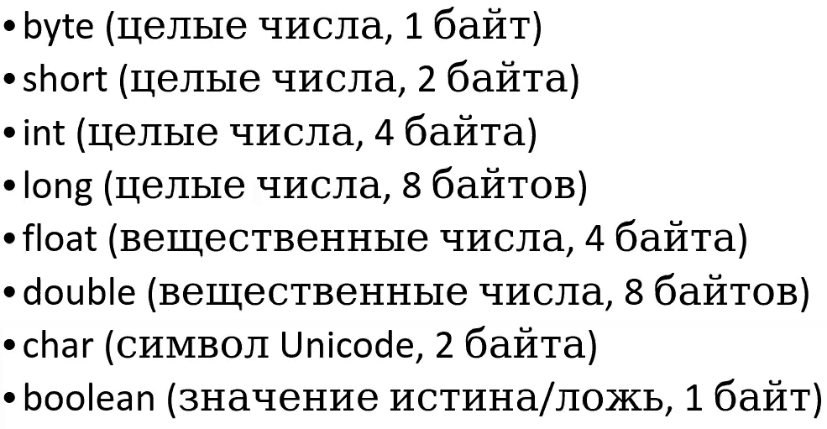 •byte (целые числа, 1 байт)
•short (целые числа, 2 байта)
•int (целые числа, 4 байта)
•long (целые числа, 8 байтов)
•float (вещественные числа, 4 байта)
•double (вещественные числа, 8 байтов)
•char (символ Unicode, 2 байта)
•boolean (значение истина/ложь, 1 байт)